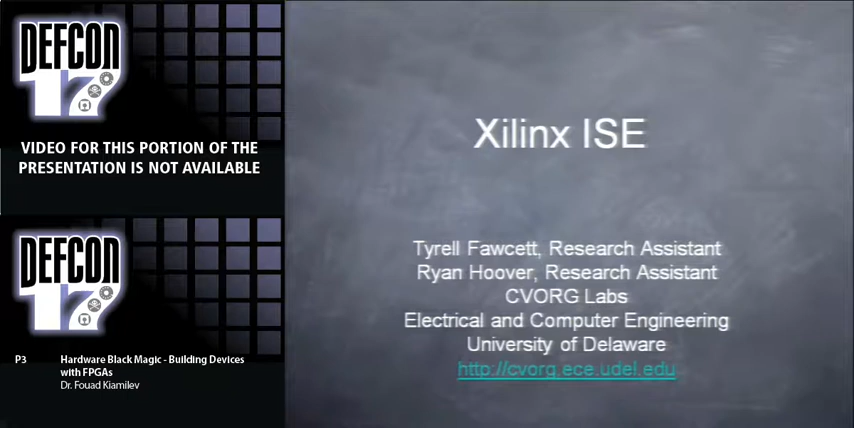 DEFCON
17
VIDEO FOR THIS PORTION OF THE
PRESENTATION IS NOT AVAILABLE
DEFCON
17
P3 Hardware Black Magic - Building Devices
with FPGAs
Dr. Fouad Kiamilev
Xilinx ISE
Tyrell Fawcett, Research Assistant
Ryan Hoover, Research Assistant
CVORG Labs
Electrical and Computer Engineering
University of Delaware
http://cvorg.ece.udel.edu